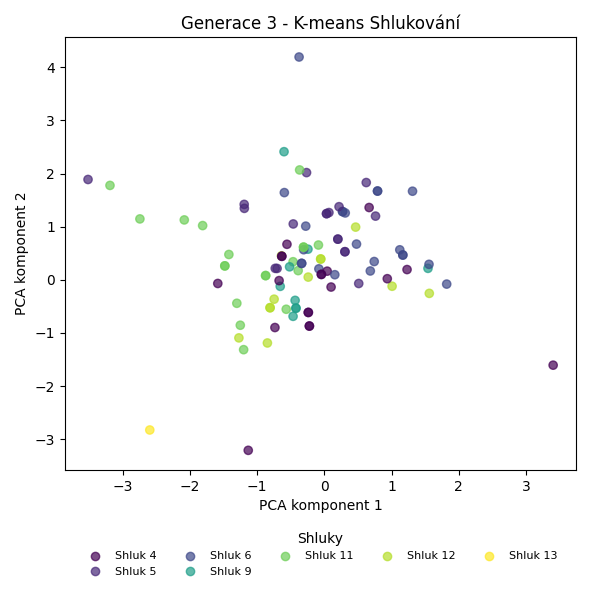 Generace 3 - K-means Shlukování
PCA komponent 2
4
3
2
1
0
−1
−2
−3
−3
−2
−1
0
1
2
3
PCA komponent 1
Shluky
Shluk 4
Shluk 5
Shluk 6
Shluk 9
Shluk 11
Shluk 12
Shluk 13